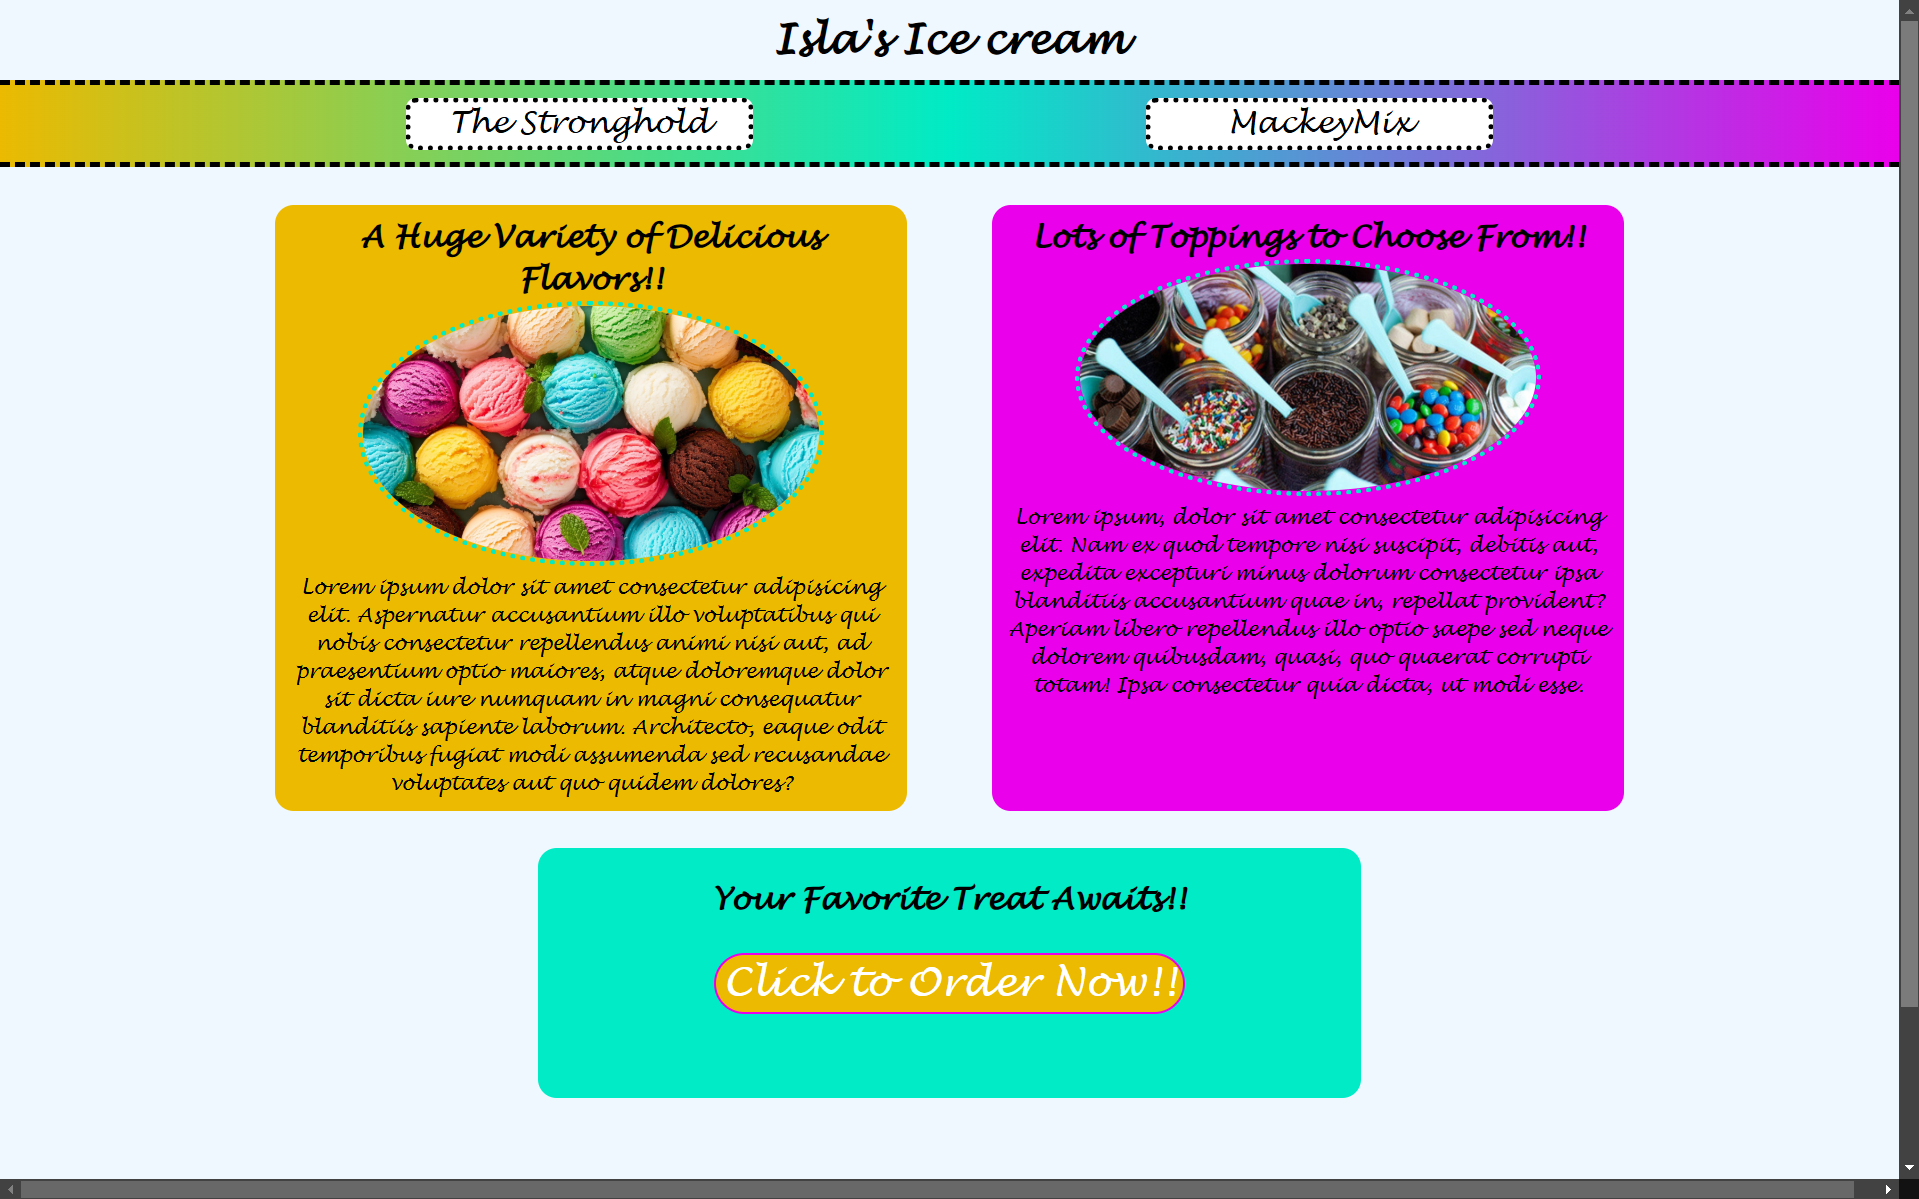 Isla's Ice cream
The Stronghold
MackeyMix
A Huge Variety of Delicious
Flavors!!
Lorem ipsum dolor sit amet consectetur adipisicing
elit. Aspernatur accusantium illo voluptatibus qui
nobis consectetur repellendus animi nisi aut, ad
praesentium optio maiores, atque doloremque dolor
sit dicta iure numquam in magni consequatur
blanditiis sapiente laborum. Architecto, eaque odit
temporibus fugiat modi assumenda sed recusandae
voluptates aut quo quidem dolores?
Lots of Toppings to Choose From!!
Lorem ipsum, dolor sit amet consectetur adipisicing
elit. Nam ex quod tempore nisi suscipit, debitis aut,
expedita excepturi minus dolorum consectetur ipsa
blanditiis accusantium quae in, repellat provident?
Aperiam libero repellendus illo optio saepe sed neque
dolorem quibusdam, quasi, quo quaerat corrupti
totam! Ipsa consectetur quia dicta, ut modi esse.
Your Favorite Treat Awaits!!
Click to Order Now!!